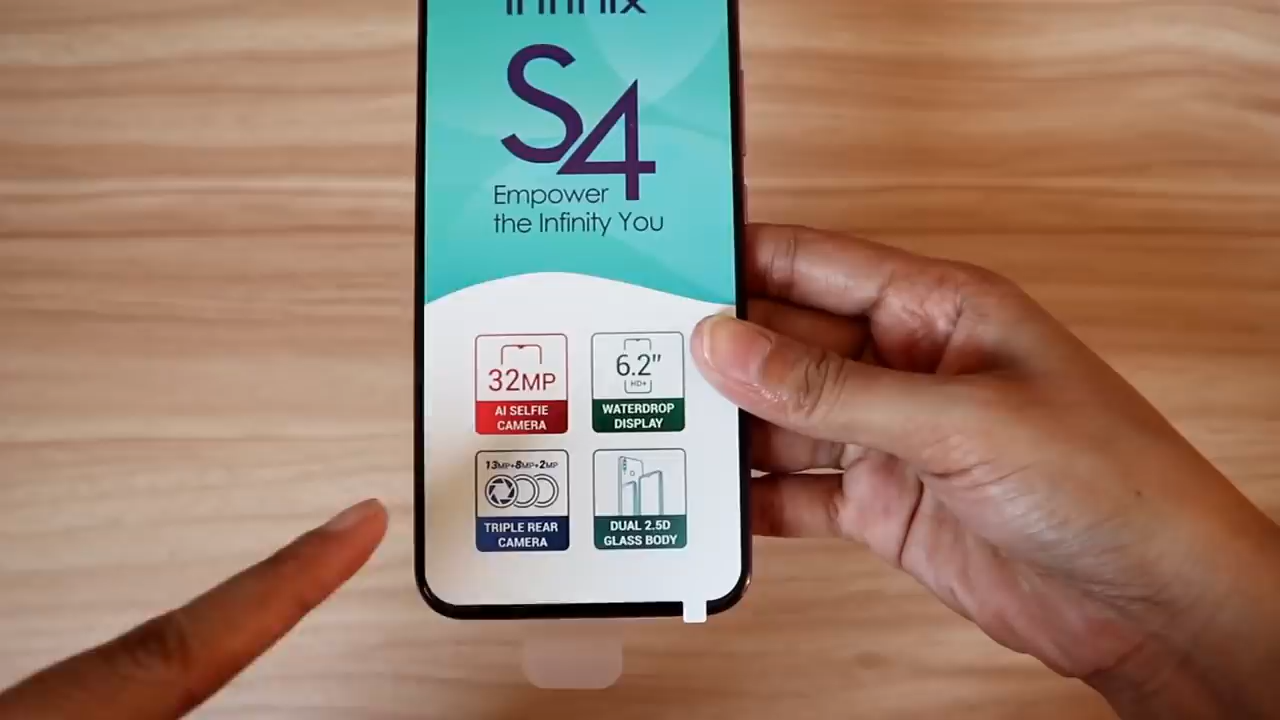 Infinix
S4
Empower
the Infinity You
32MP
AI SELFIE
CAMERA
6.2"
HD+
WATERDROP
DISPLAY
13MP+8MP+2MP
TRIPLE REAR
CAMERA
DUAL 2.5D
GLASS BODY